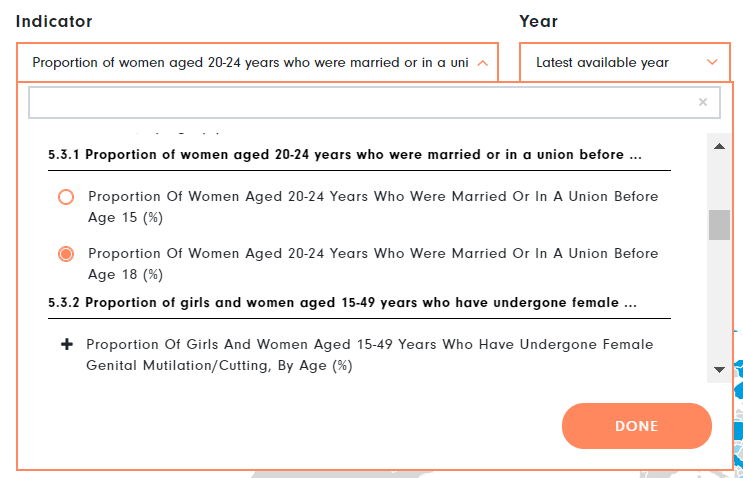 Indicator
Year
Proportion of women aged 20-24 years who were married or in a uni
Latest available year
5.3.1 Proportion of women aged 20-24 years who were married or in a union before ...
Proportion Of Women Aged 20-24 Years Who Were Married Or In A Union Before
Age 15 (%)
Proportion Of Women Aged 20-24 Years Who Were Married Or In A Union Before
Age 18 (%)
5.3.2 Proportion of girls and women aged 15-49 years who have undergone female ...
Proportion Of Girls And Women Aged 15-49 Years Who Have Undergone Female
Genital Mutilation/Cutting, By Age (%)
DONE